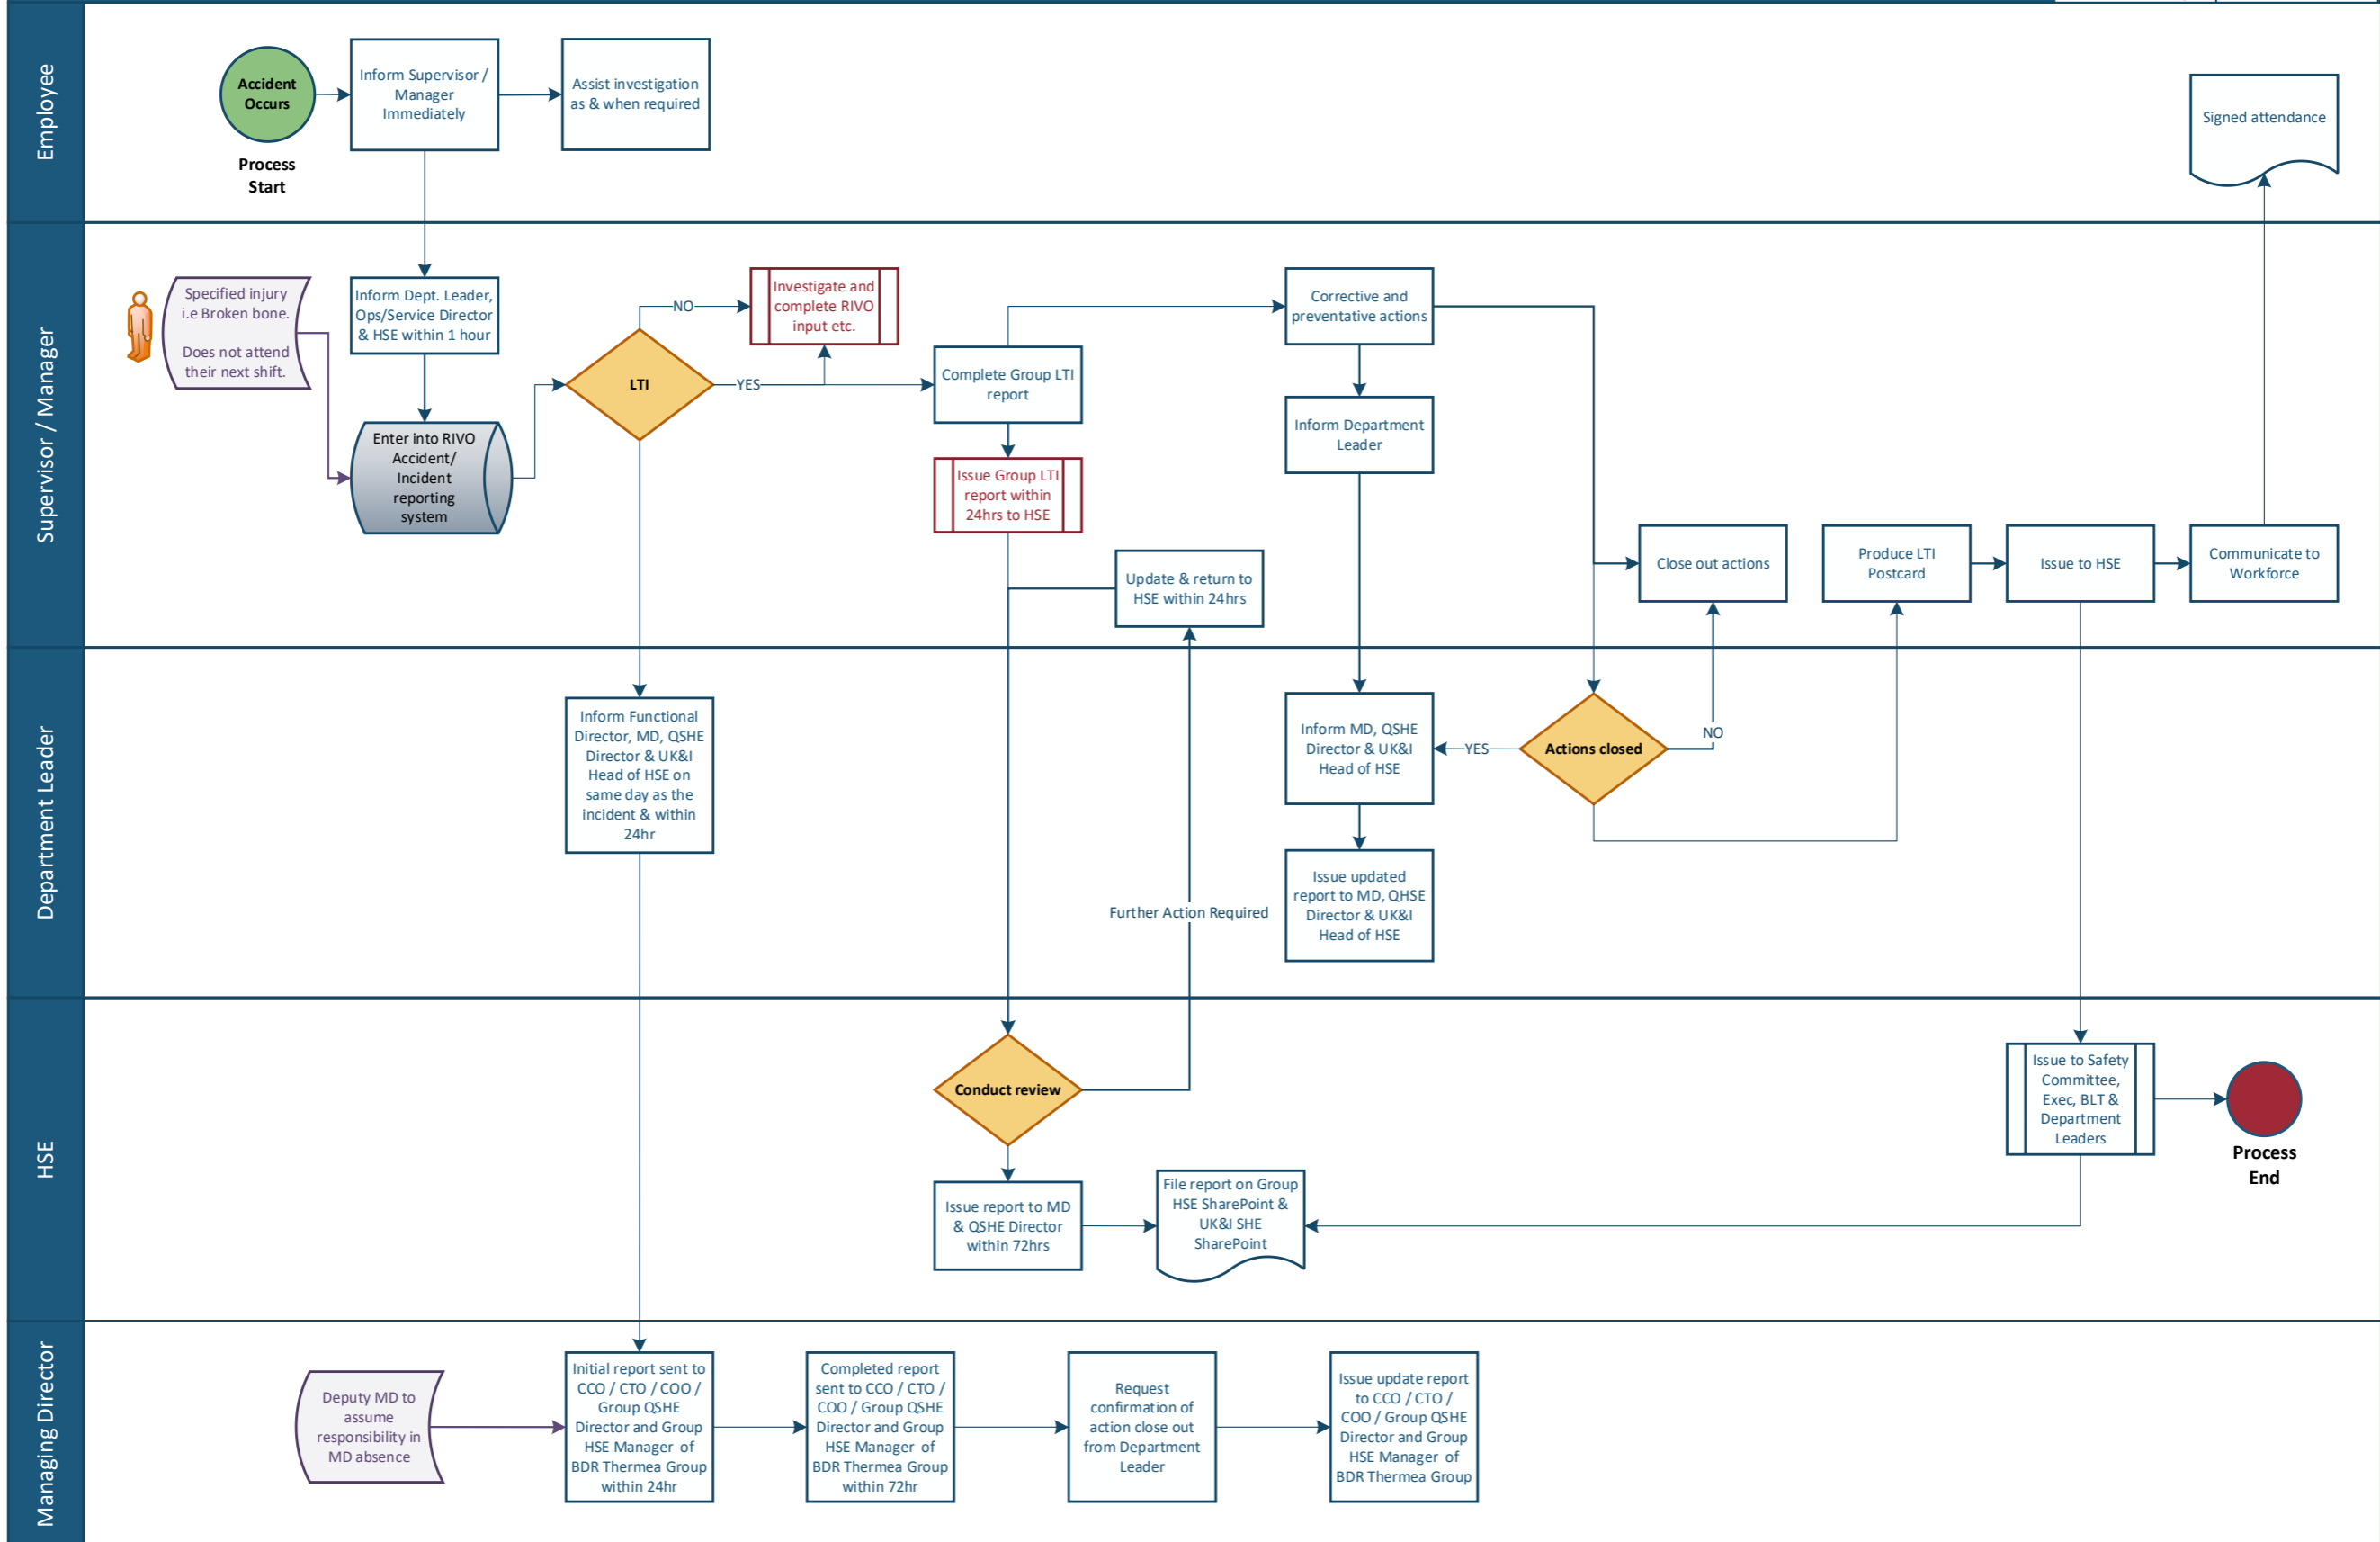 Employee
Accident
Occurs
Process
Start
Inform Supervisor /
Manager
Immediately
Assist investigation
as & when required
Signed attendance
Supervisor / Manager
Specified injury
i.e Broken bone.
Does not attend
their next shift.
Inform Dept. Leader,
Ops/Service Director
& HSE within 1 hour
Enter into RIVO
Accident/
Incident
reporting
system
LTI
NO
YES
Investigate and
complete RIVO
input etc.
Complete Group LTI
report
Issue Group LTI
report within
24hrs to HSE
Update & return to
HSE within 24hrs
Corrective and
preventative actions
Inform Department
Leader
Close out actions
Produce LTI
Postcard
Issue to HSE
Communicate to
Workforce
Department Leader
Inform Functional
Director, MD, QSHE
Director & UK&I
Head of HSE on
same day as the
incident & within
24hr
Further Action Required
Inform MD, QSHE
Director & UK&I
Head of HSE
YES
Actions closed
NO
Issue updated
report to MD, QHSE
Director & UK&I
Head of HSE
HSE
Conduct review
Issue report to MD
& QSHE Director
within 72hrs
File report on Group
HSE SharePoint &
UK&I SHE
SharePoint
Issue to Safety
Committee,
Exec, BLT &
Department
Leaders
Process
End
Managing Director
Deputy MD to
assume
responsibility in
MD absence
Initial report sent to
CCO / CTO / COO /
Group QSHE
Director and Group
HSE Manager of
BDR Thermea Group
within 24hr
Completed report
sent to CCO / CTO /
COO / Group QSHE
Director and Group
HSE Manager of
BDR Thermea Group
within 72hr
Request
confirmation of
action close out
from Department
Leader
Issue update report
to CCO / CTO /
COO / Group QSHE
Director and Group
HSE Manager of
BDR Thermea Group